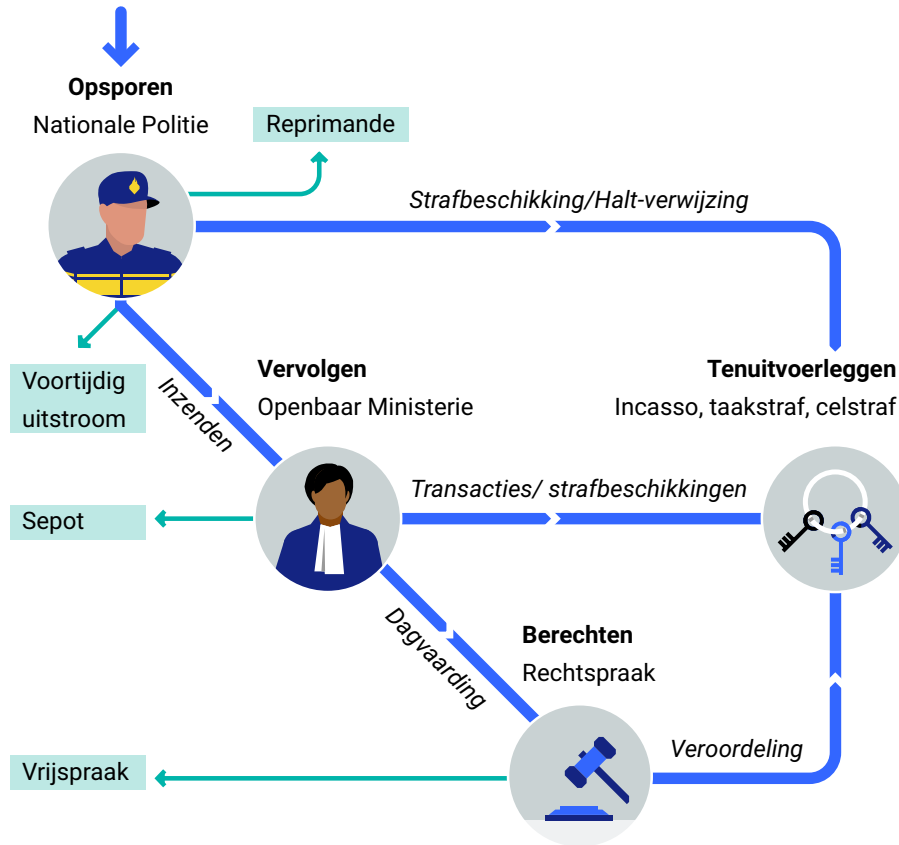 Opsporen
Nationale Politie
Reprimande
Strafbeschikking/Halt-verwijzing
Voortijdig
uitstroom
Inzenden
Vervolgen
Openbaar Ministerie
Tenuitvoerleggen
Incasso, taakstraf, celstraf
Sepot
Transacties/ strafbeschikkingen
Dagvaarding
Berechten
Rechtspraak
Vrijspraak
Veroordeling